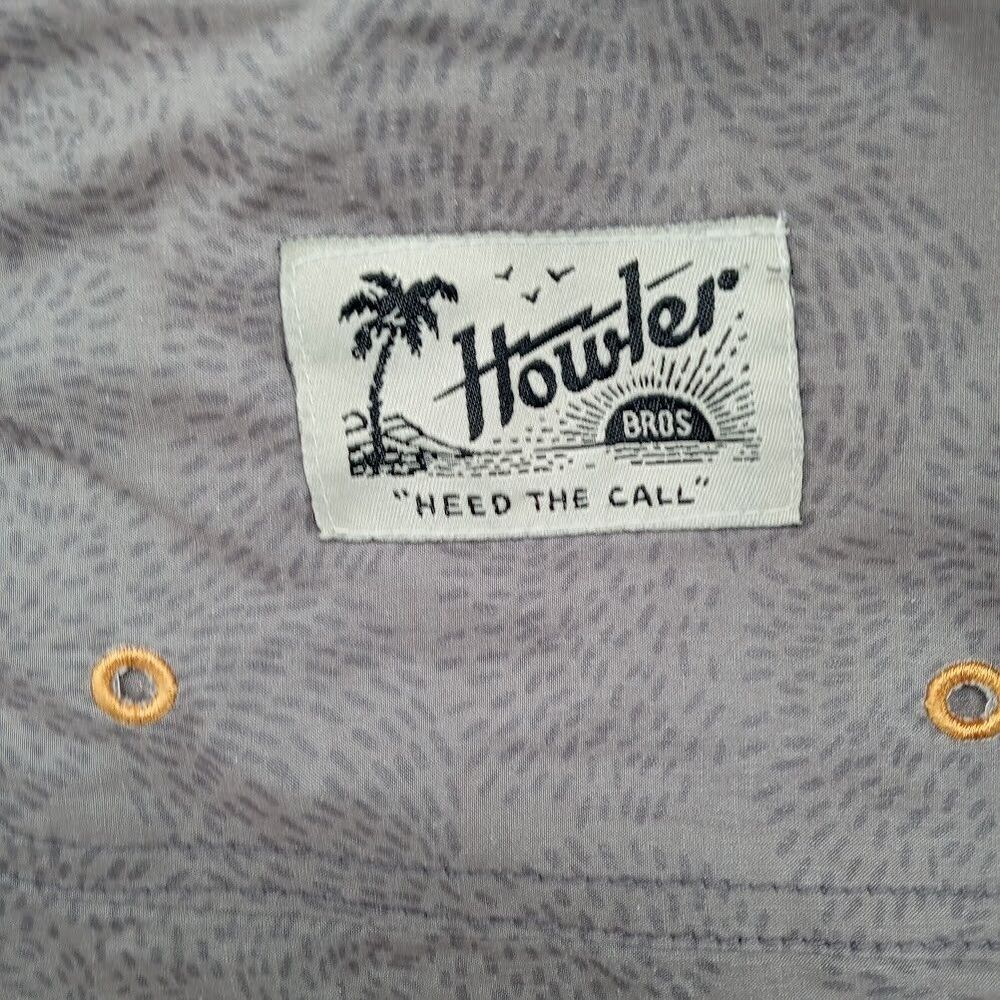 Howler
BROS
"HEED THE CALL"